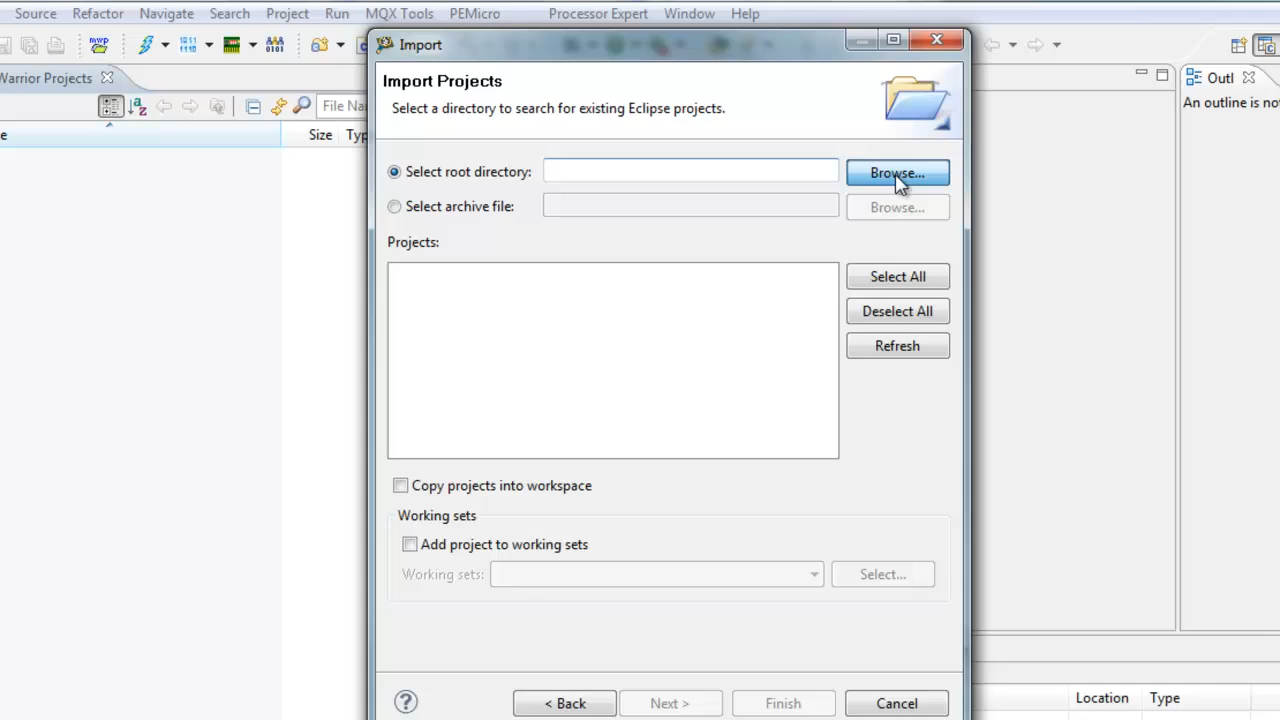 Source Refactor Navigate Search Project Run MQX Tools PEMicro Processor Expert Window Help
Import
Warrior Projects
Outl
Import Projects
Select a directory to search for existing Eclipse projects.
An outline is no
File Na
Size Typ
Select root directory: Browse...
Select archive file: Browse...
Projects:
Select All
Deselect All
Refresh
Copy projects into workspace
Working sets
Add project to working sets
Working sets: Select...
< Back Next > Finish Cancel
Location Type